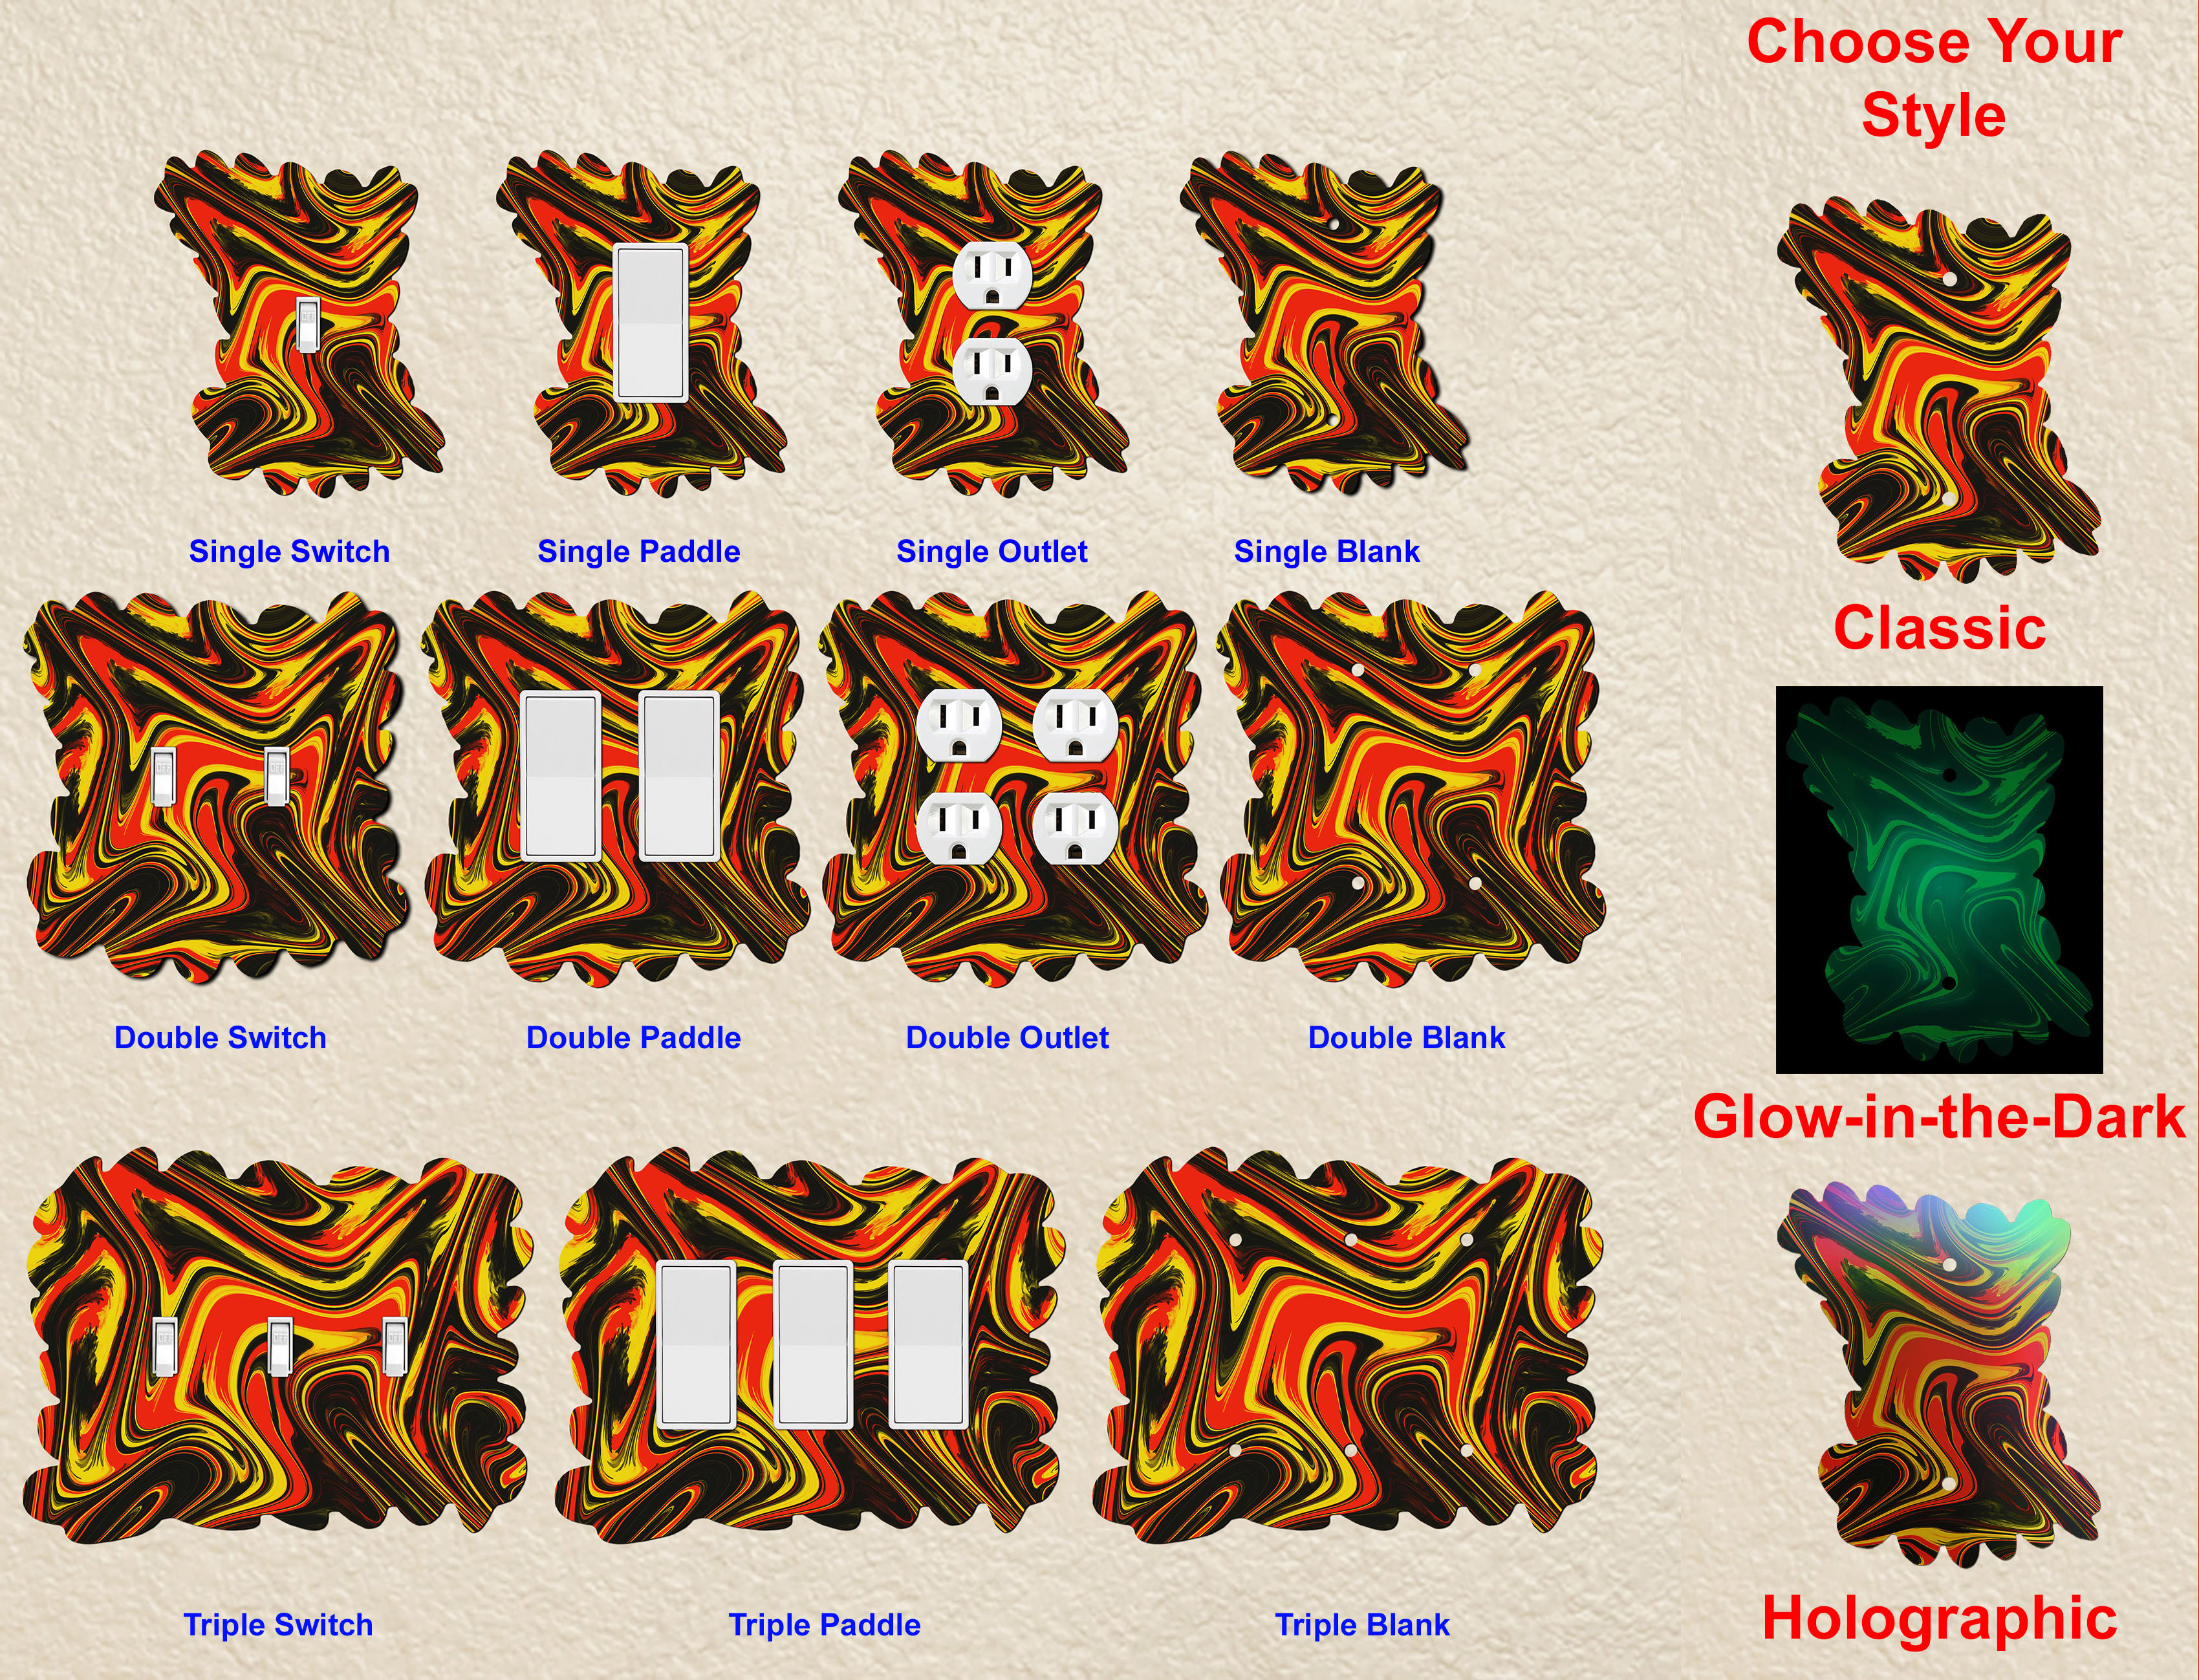 Choose Your
Style
Single Switch
Single Paddle
Single Outlet
Single Blank
Classic
Double Switch
Double Paddle
Double Outlet
Double Blank
Glow-in-the-Dark
Triple Switch
Triple Paddle
Triple Blank
Holographic